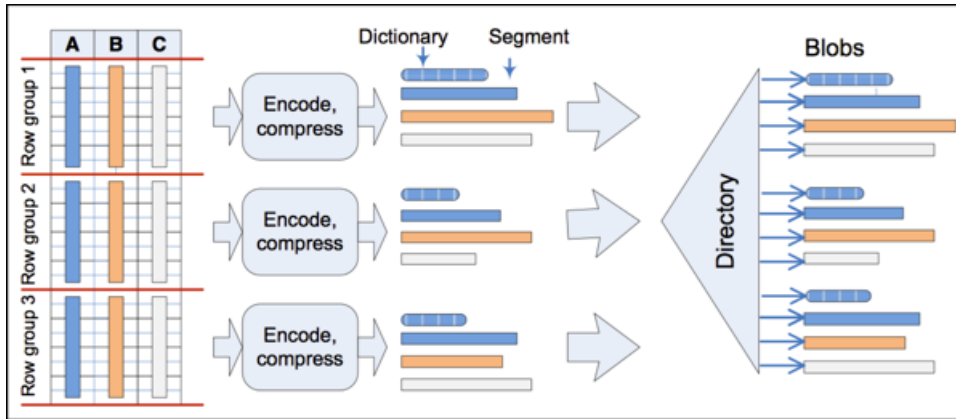 A B C
Row group 1
Row group 2
Row group 3
Encode,
compress
Encode,
compress
Encode,
compress
Dictionary
Segment
Directory
Blobs